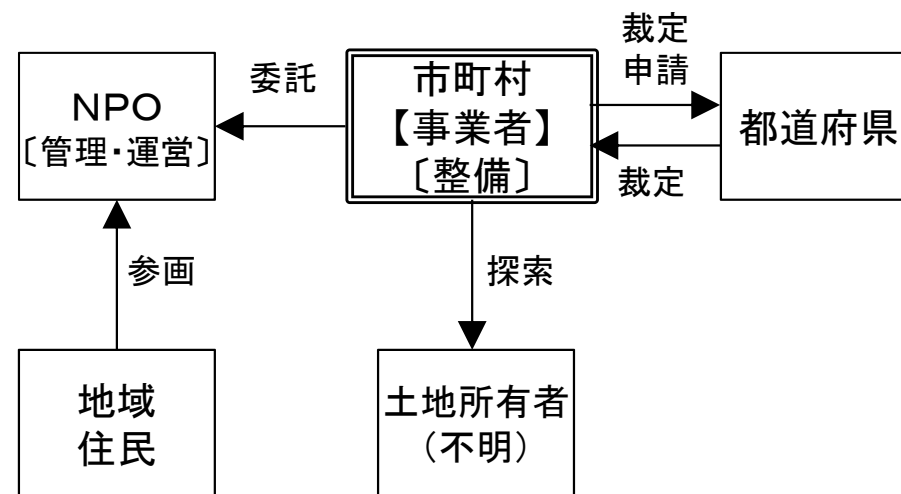 NPO
〔管理・運営〕
委託
市町村
【事業者】
〔整備〕
裁定
申請
裁定
都道府県
参画
探索
地域
住民
土地所有者
（不明）